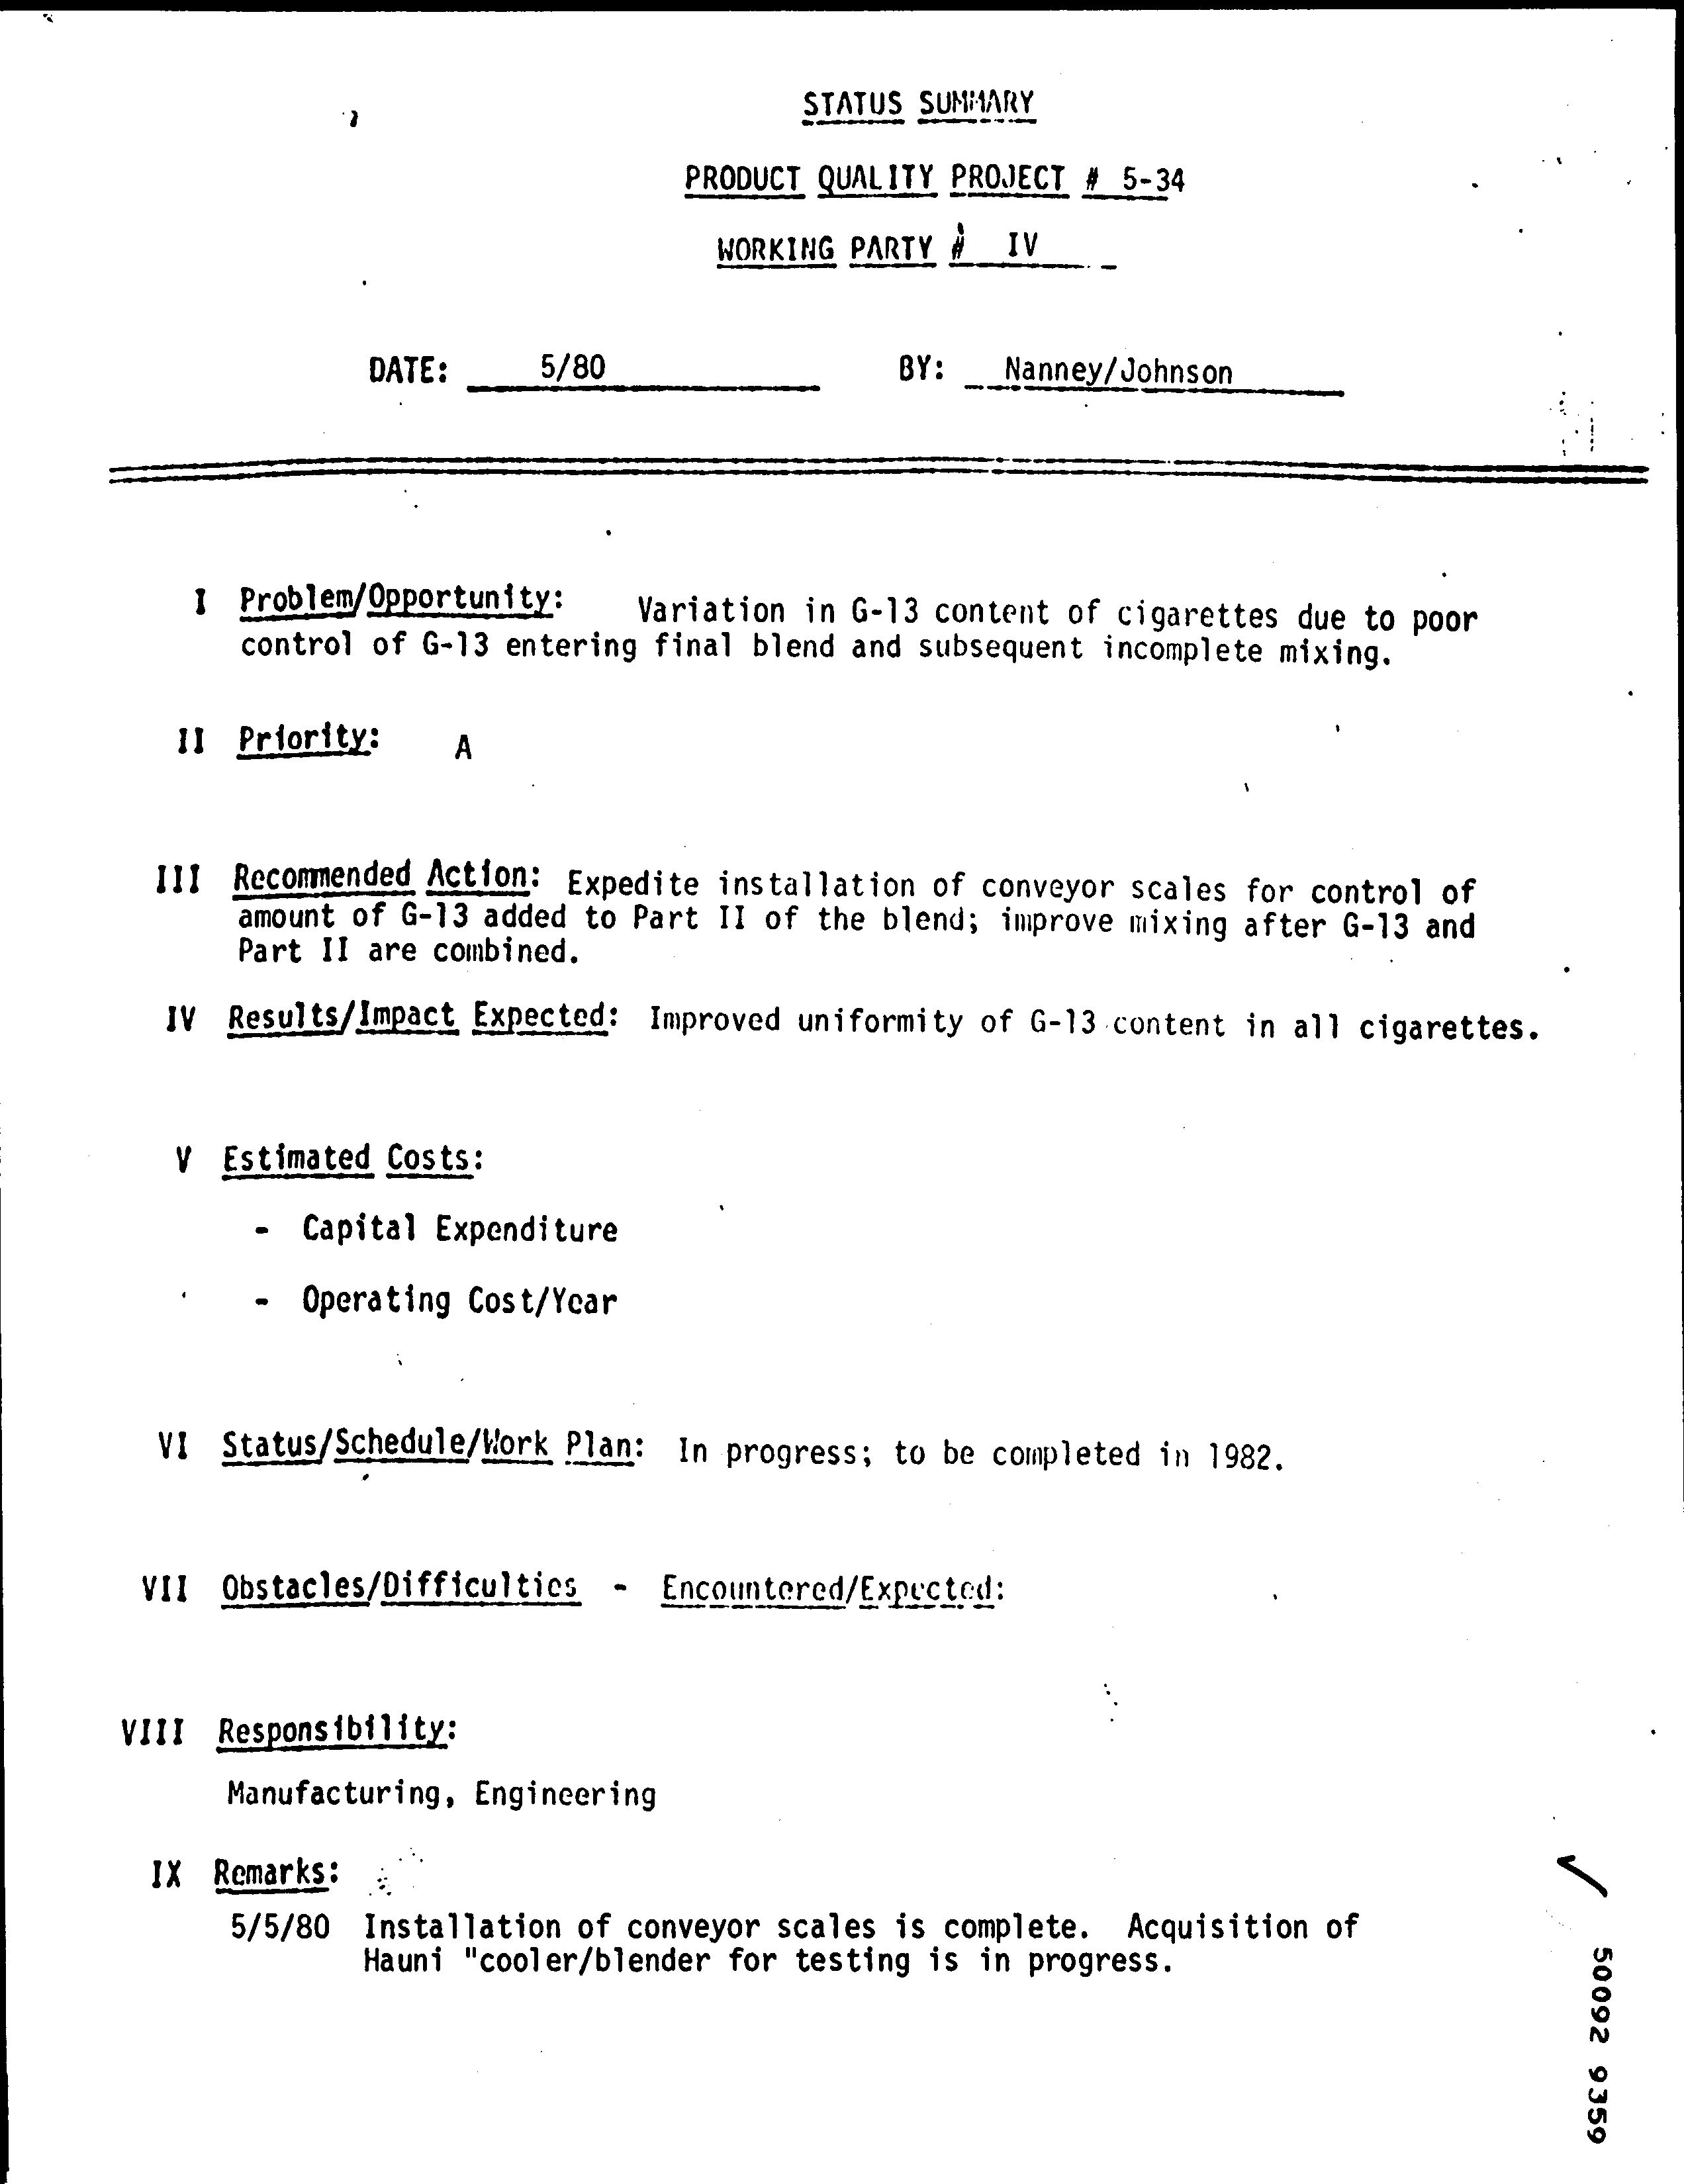 STATUS SUMMARY
PRODUCT QUALITY PROJECT # 5-34
WORKING PARTY # IV
DATE: 5/80 BY: Nanney/Johnson
I Problem/Opportunity: Variation in G-13 content of cigarettes due to poor
control of G-13 entering final blend and subsequent incomplete mixing.
II Priority: A
III Recommended Action: Expedite installation of conveyor scales for control of
amount of G-13 added to Part II of the blend; improve mixing after G-13 and
Part II are combined.
IV Results/Impact Expected: Improved uniformity of G-13 content in all cigarettes.
V Estimated Costs:
- Capital Expenditure
- Operating Cost/Year
VI Status/Schedule/Work Plan: In progress; to be completed in 1982.
VII Obstacles/Difficulties - Encountered/Expected:
VIII Responsibility:
Manufacturing, Engineering
IX Remarks:
5/5/80 Installation of conveyor scales is complete. Acquisition of
Hauni "cooler/blender for testing is in progress.
50092 9359